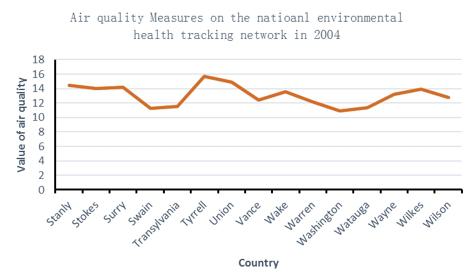 Air quality Measures on the natioanl environmental
health tracking network in 2004
Value of air quality
18
16
14
12
10
8
6
4
2
0
Stanly
Stokes
Surry
Swain
Transylvania
Tyrrell
Union
Vance
Wake
Warren
Washington
Watauga
Wayne
Wilkes
Wilson
Country